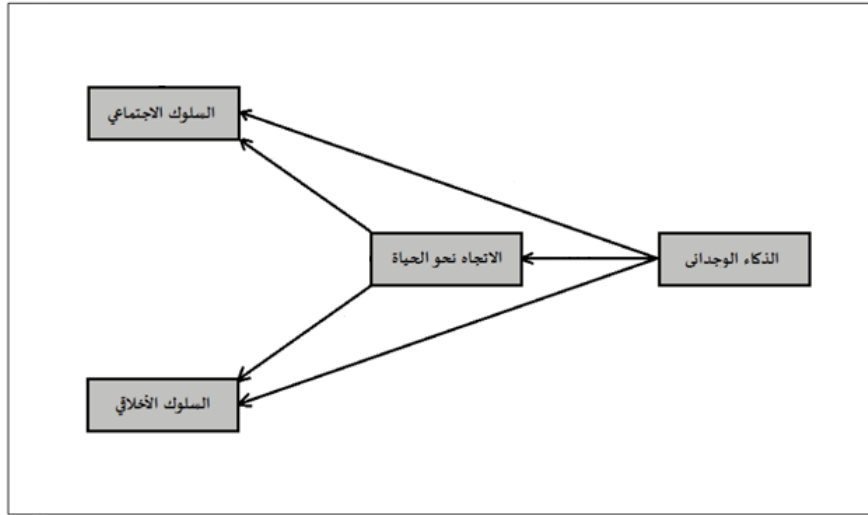 السلوك الاجتماعي
الاتجاه نحو الحياة
الذكاء الوجدانى
السلوك الأخلاقي